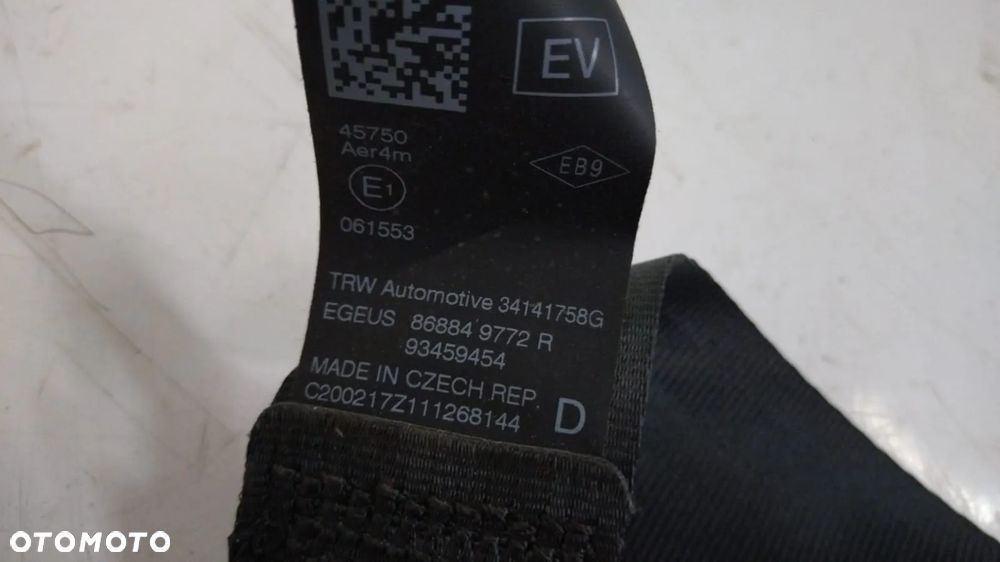 EV
45750
Aer4m
E1
EB9
061553
TRW Automotive 34141758G
EGEUS 86884 9772 R
93459454
MADE IN CZECH REP
C200217Z111268144
D
OTOMOTO